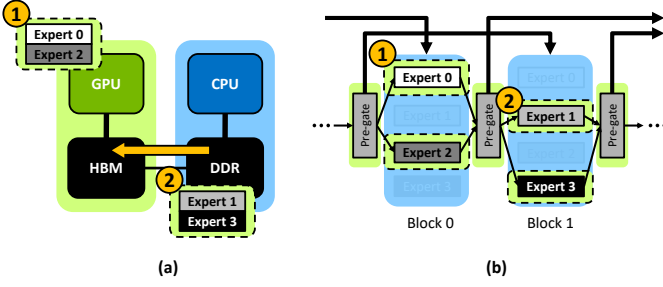 1
Expert 0
Expert 2
GPU
CPU
HBM
DDR
2
Expert 1
Expert 3
(a)
1
Expert 0
Expert 0
Pre-gate
Expert 1
Pre-gate
2
Expert 1
Pre-gate
Expert 2
Expert 2
Expert 3
Expert 3
Block 0
Block 1
(b)